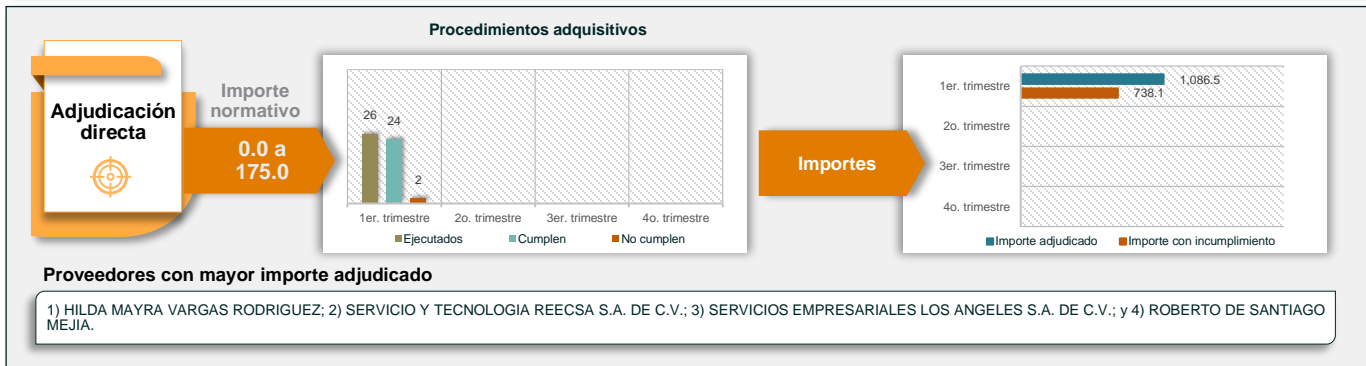 Procedimientos adquisitivos
Adjudicación
directa
Importe
normativo
0.0 a
175.0
26
24
2
1er. trimestre
2o. trimestre
3er. trimestre
4o. trimestre
Ejecutados
Cumplen
No cumplen
Importes
1er. trimestre
2o. trimestre
3er. trimestre
4o. trimestre
1,086.5
738.1
Importe adjudicado
Importe con incumplimiento
Proveedores con mayor importe adjudicado
1) HILDA MAYRA VARGAS RODRIGUEZ; 2) SERVICIO Y TECNOLOGIA REECSA S.A. DE C.V.; 3) SERVICIOS EMPRESARIALES LOS ANGELES S.A. DE C.V.; y 4) ROBERTO DE SANTIAGO
MEJIA.